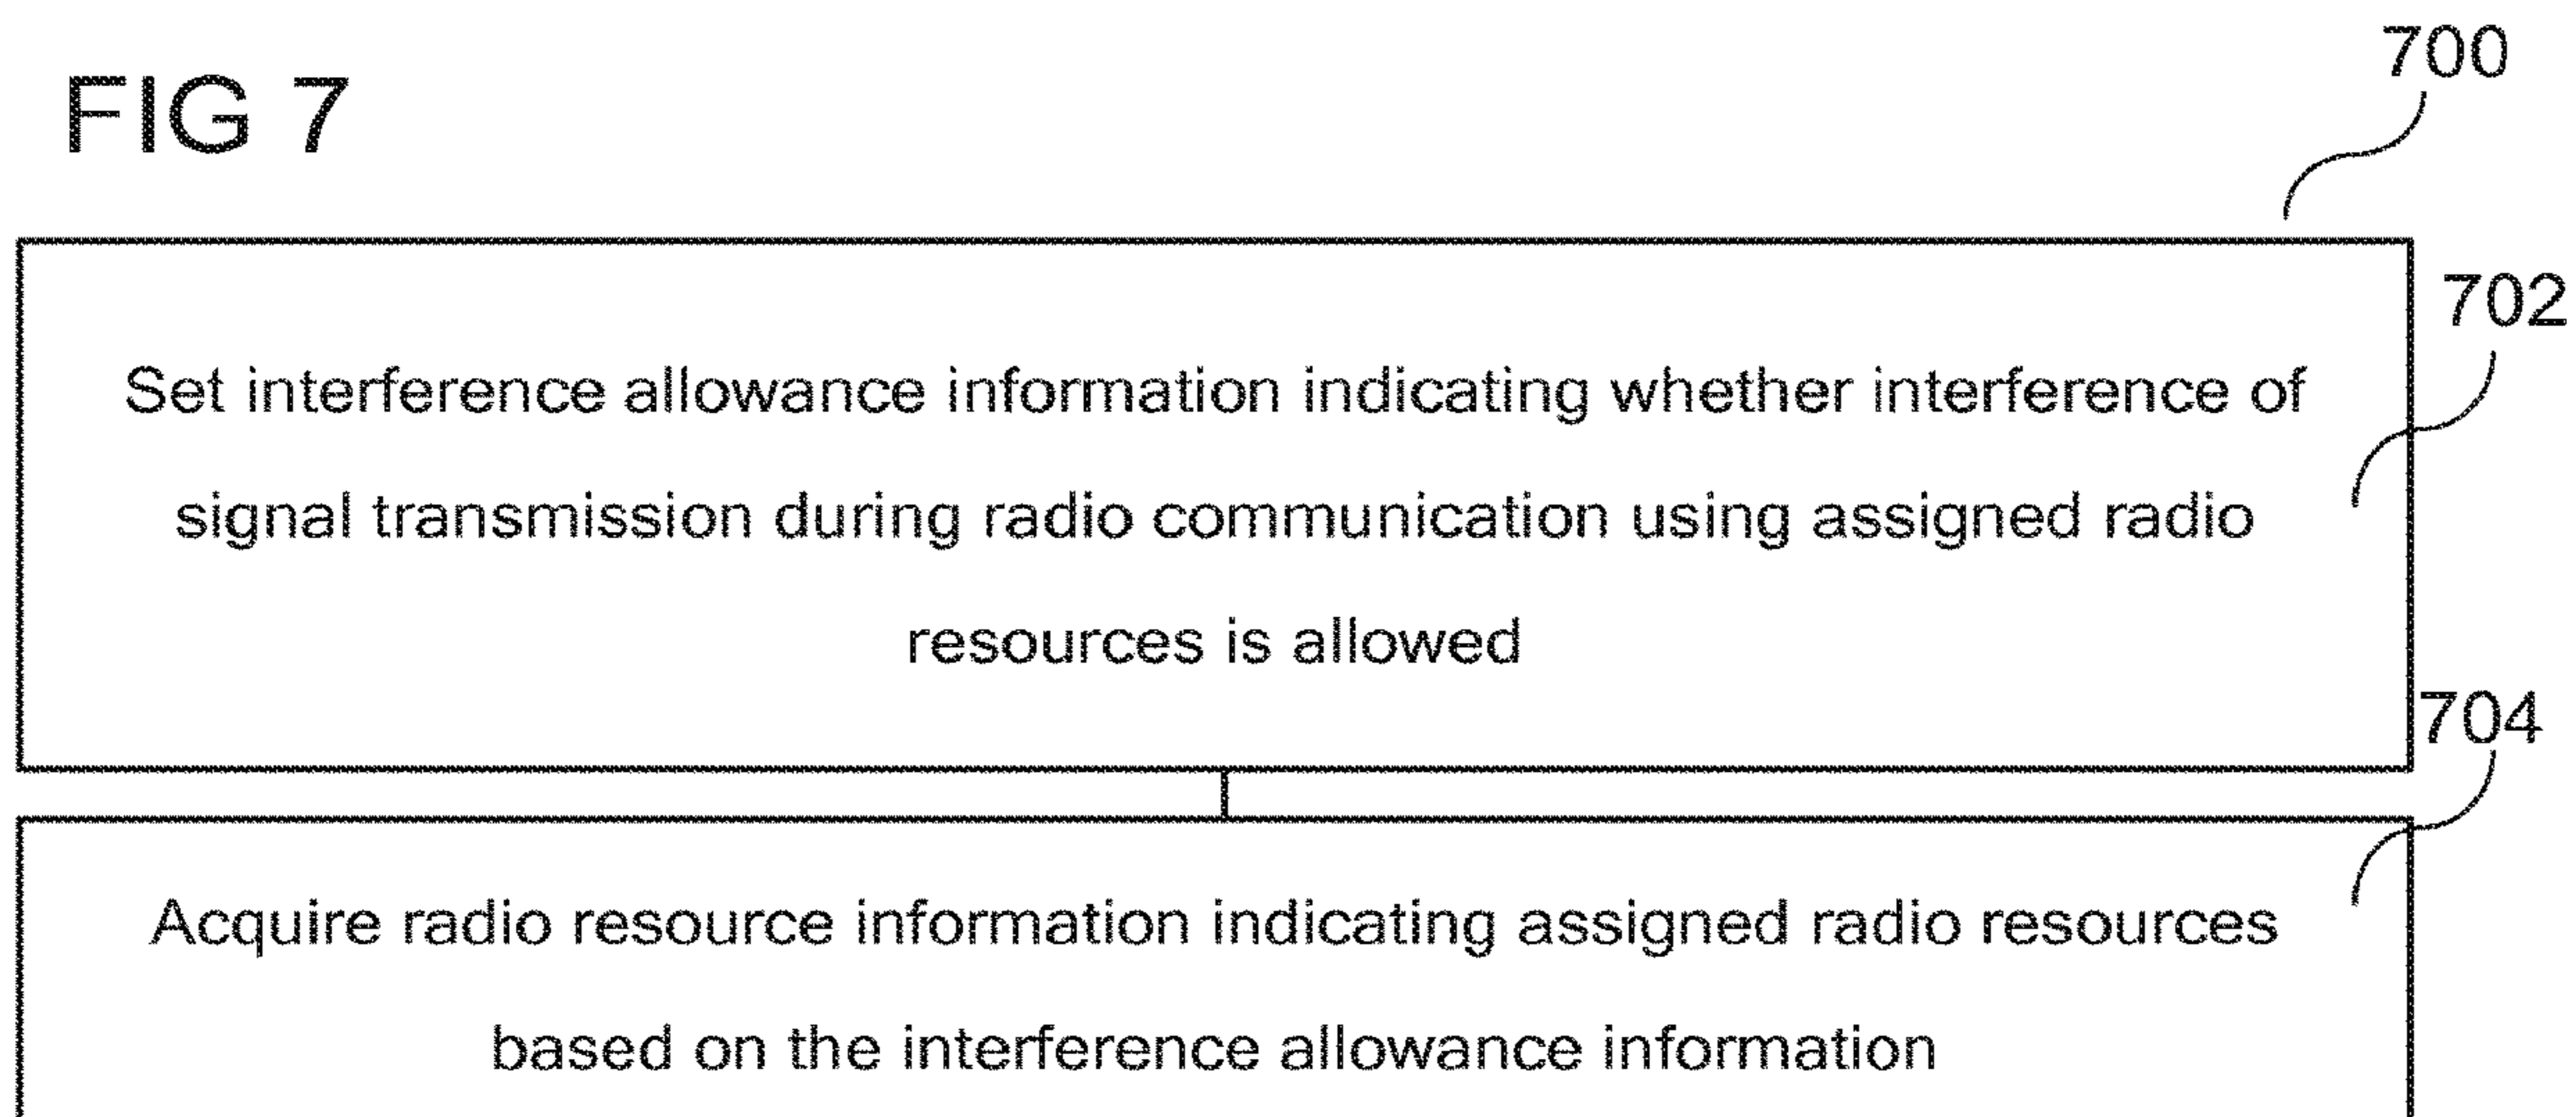 FIG 7
700
702
Set interference allowance information indicating whether interference of
signal transmission during radio communication using assigned radio
resources is allowed
704
Acquire radio resource information indicating assigned radio resources
based on the interference allowance information